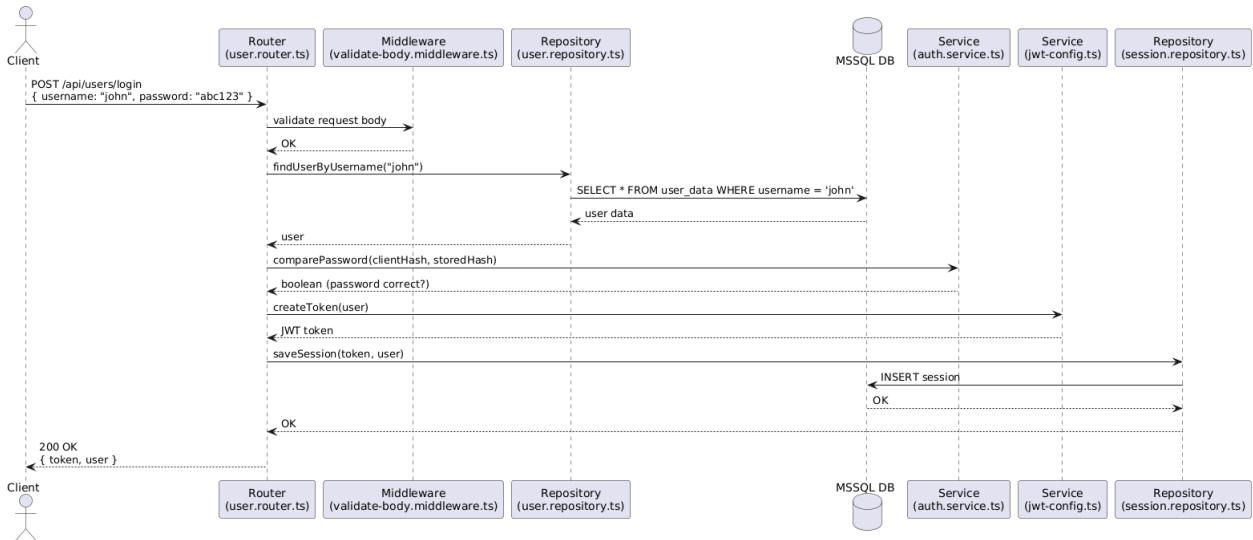 Client
Router
(user.router.ts)
Middleware
(validate-body.middleware.ts)
Repository
(user.repository.ts)
MSSQL DB
Service
(auth.service.ts)
Service
(jwt-config.ts)
Repository
(session.repository.ts)
POST /api/users/login
{ username: "john", password: "abc123" }
validate request body
OK
findUserByUsername("john")
SELECT * FROM user_data WHERE username = 'john'
user data
user
comparePassword(clientHash, storedHash)
boolean (password correct?)
createToken(user)
JWT token
saveSession(token, user)
INSERT session
OK
OK
200 OK
{ token, user }
Client
Router
(user.router.ts)
Middleware
(validate-body.middleware.ts)
Repository
(user.repository.ts)
MSSQL DB
Service
(auth.service.ts)
Service
(jwt-config.ts)
Repository
(session.repository.ts)